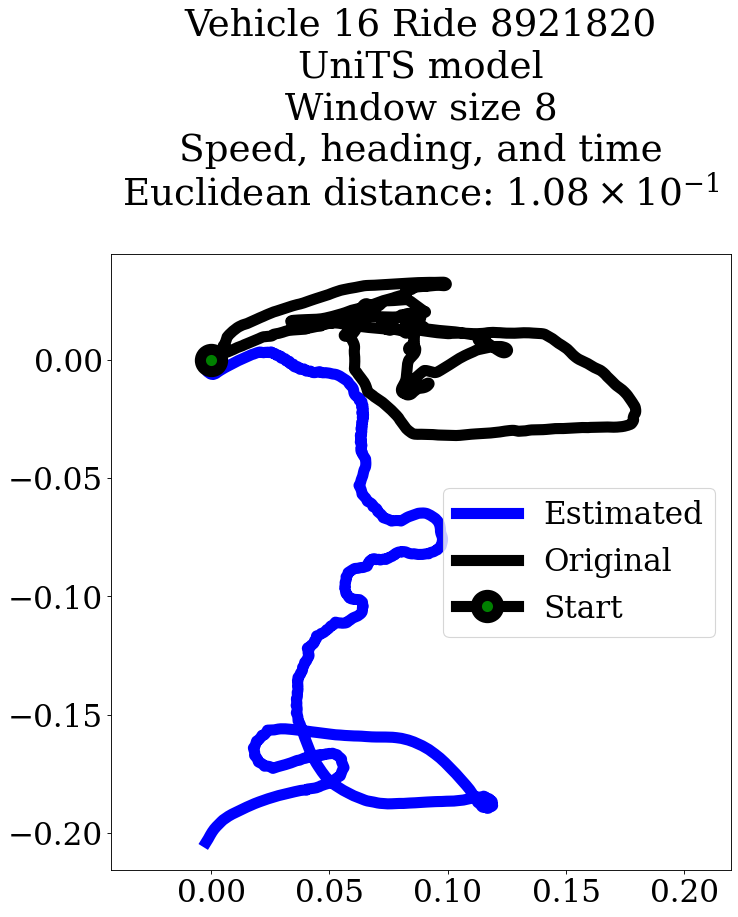 Vehicle 16 Ride 8921820
UniTS model
Window size 8
Speed, heading, and time
Euclidean distance: 1.08 × 10⁻¹
0.00
−0.05
−0.10
−0.15
−0.20
Estimated
Original
Start
0.00 0.05 0.10 0.15 0.20